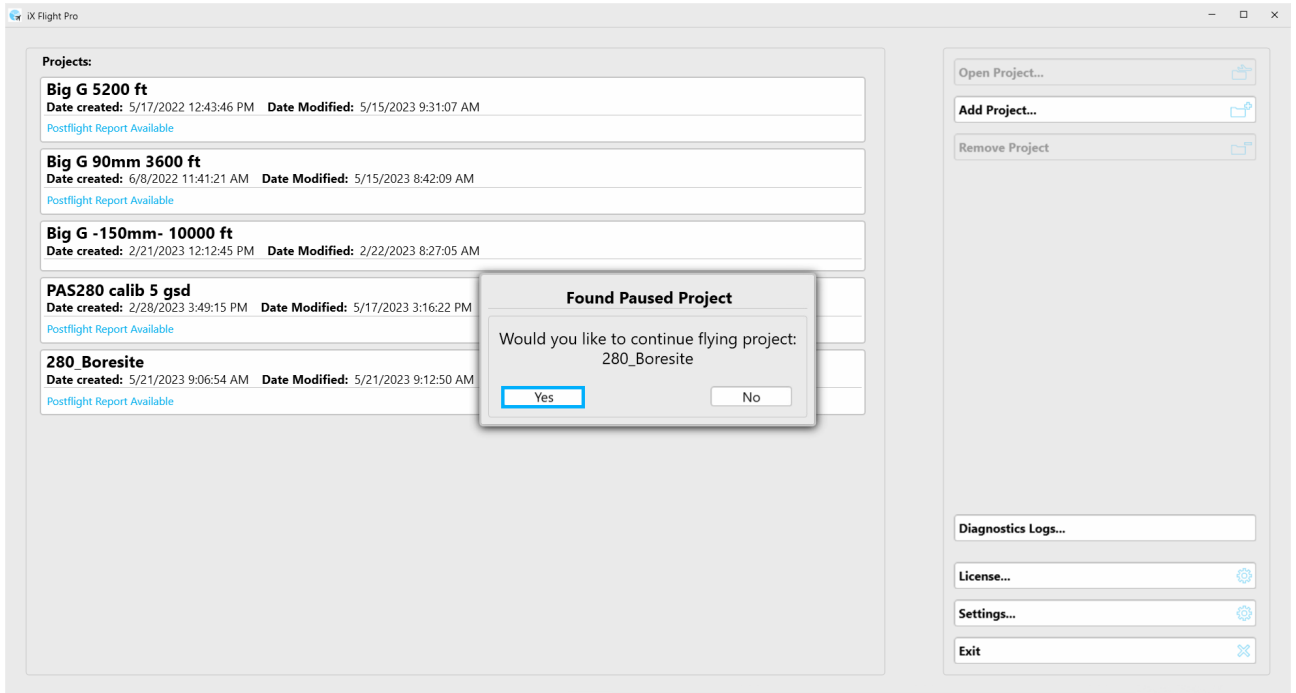 iX Flight Pro
Projects:
Big G 5200 ft
Date created: 5/17/2022 12:43:46 PM Date Modified: 5/15/2023 9:31:07 AM
Postflight Report Available
Big G 90mm 3600 ft
Date created: 6/8/2022 11:41:21 AM Date Modified: 5/15/2023 8:42:09 AM
Postflight Report Available
Big G -150mm- 10000 ft
Date created: 2/21/2023 12:12:45 PM Date Modified: 2/22/2023 8:27:05 AM
PAS280 calib 5 gsd
Date created: 2/28/2023 3:49:15 PM Date Modified: 5/17/2023 3:16:22 PM
Postflight Report Available
280_Boresite
Date created: 5/21/2023 9:06:54 AM Date Modified: 5/21/2023 9:12:50 AM
Postflight Report Available
Found Paused Project
Would you like to continue flying project:
280_Boresite
Yes No
Open Project...
Add Project...
Remove Project
Diagnostics Logs...
License...
Settings...
Exit